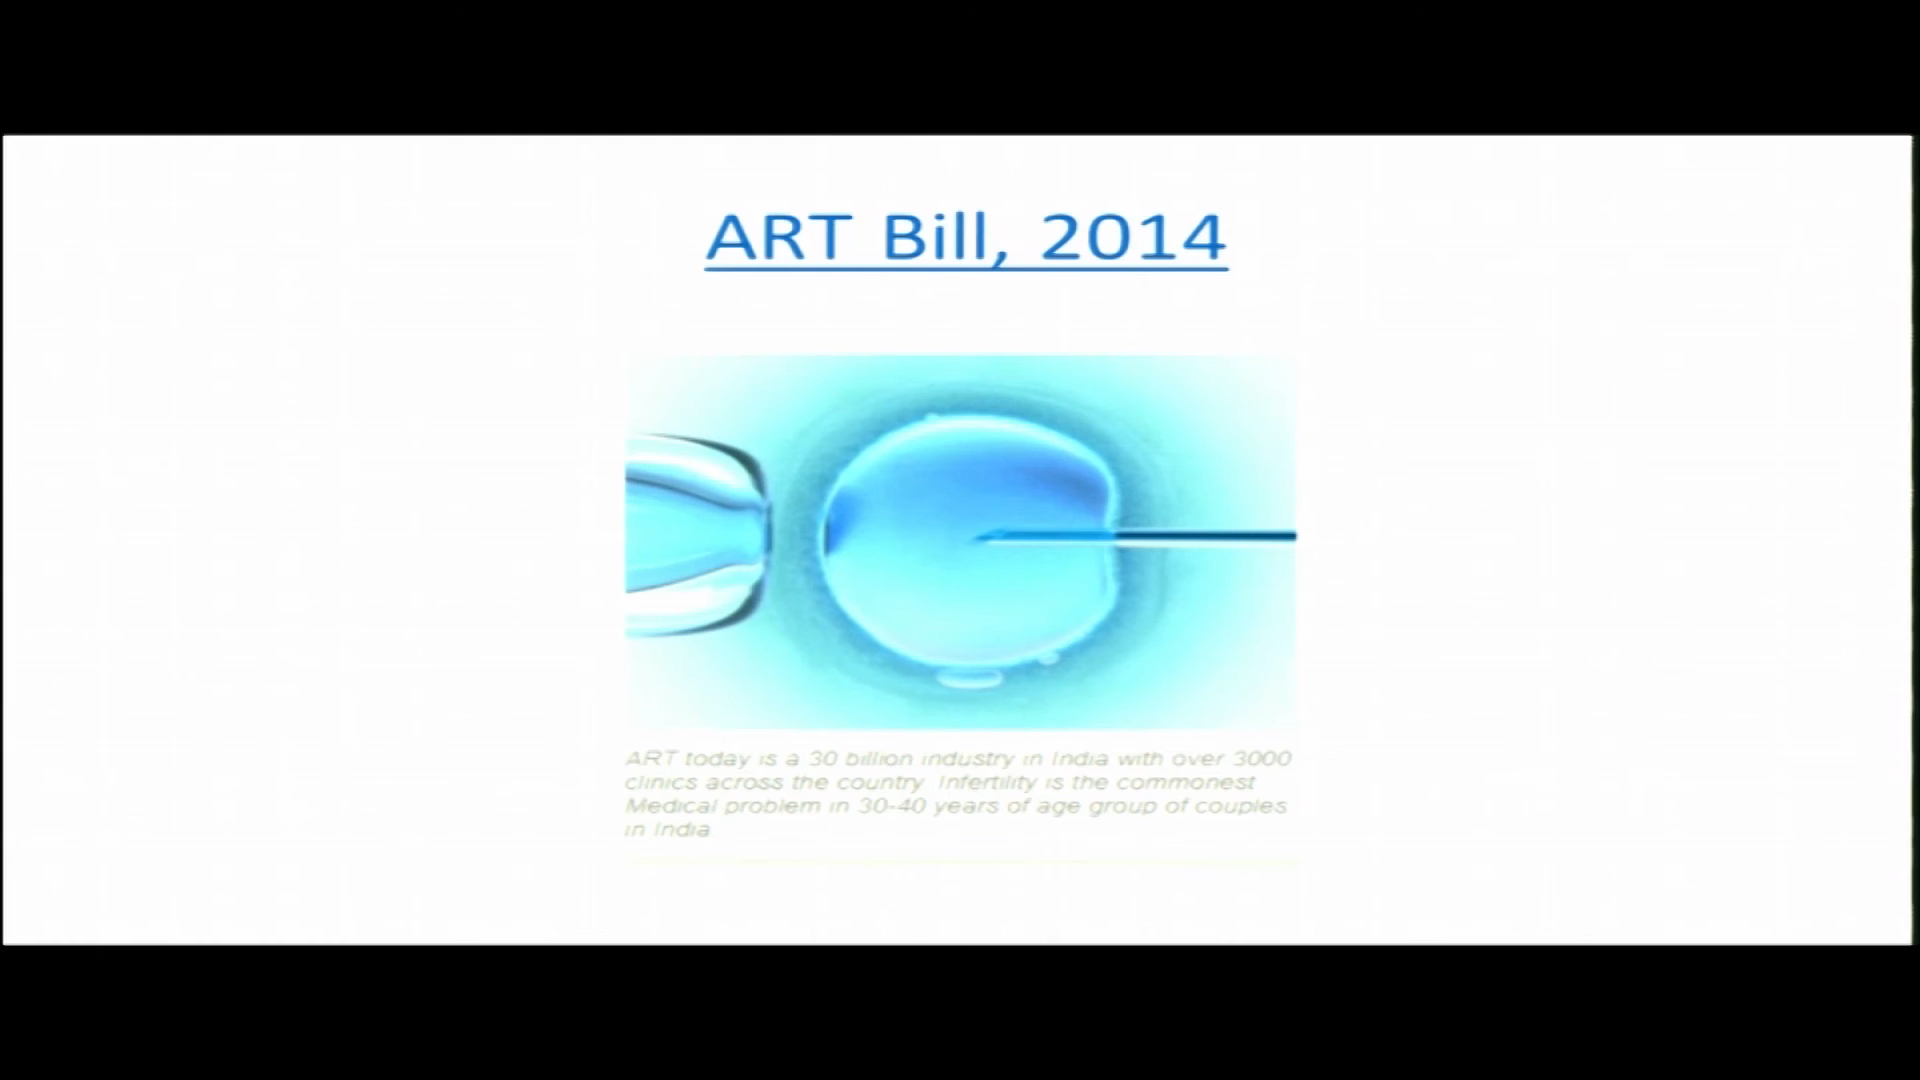 ART Bill, 2014
ART today is a 30 billion industry in India with over 3000
clinics across the country Infertility is the commonest
Medical problem in 30-40 years of age group of couples
in India